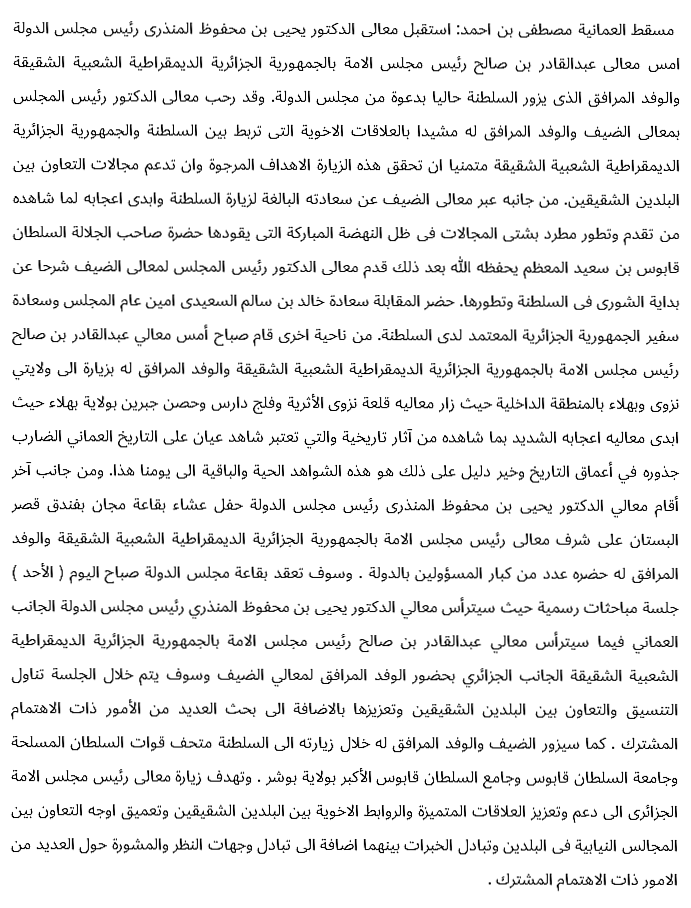 مسقط العمانية مصطفى بن احمد: استقبل معالى الدكتور يحيى بن محفوظ المنذرى رئيس مجلس الدولة
امس معالى عبدالقادر بن صالح رئيس مجلس الامة بالجمهورية الجزائرية الديمقراطية الشعبية الشقيقة
والوفد المرافق الذى يزور السلطنة حاليا بدعوة من مجلس الدولة. وقد رحب معالى الدكتور رئيس المجلس
بمعالى الضيف والوفد المرافق له مشيدا بالعلاقات الاخوية التى تربط بين السلطنة والجمهورية الجزائرية
الديمقراطية الشعبية الشقيقة متمنيا ان تحقق هذه الزيارة الاهداف المرجوة وان تدعم مجالات التعاون بين
البلدين الشقيقين. من جانبه عبر معالى الضيف عن سعادته البالغة لزيارة السلطنة وابدى اعجابه لما شاهده
من تقدم وتطور مطرد بشتى المجالات فى ظل النهضة المباركة التى يقودها حضرة صاحب الجلالة السلطان
قابوس بن سعيد المعظم يحفظه الله بعد ذلك قدم معالى الدكتور رئيس المجلس لمعالى الضيف شرحا عن
بداية الشورى فى السلطنة وتطورها. حضر المقابلة سعادة خالد بن سالم السعيدى امين عام المجلس وسعادة
سفير الجمهورية الجزائرية المعتمد لدى السلطنة. من ناحية اخرى قام صباح أمس معالي عبدالقادر بن صالح
رئيس مجلس الامة بالجمهورية الجزائرية الديمقراطية الشعبية الشقيقة والوفد المرافق له بزيارة الى ولايتي
نزوى وبهلاء بالمنطقة الداخلية حيث زار معاليه قلعة نزوى الأثرية وفلج دارس وحصن جبرين بولاية بهلاء حيث
ابدى معاليه اعجابه الشديد بما شاهده من آثار تاريخية والتي تعتبر شاهد عيان على التاريخ العماني الضارب
جذوره في أعماق التاريخ وخير دليل على ذلك هو هذه الشواهد الحية والباقية الى يومنا هذا. ومن جانب آخر
أقام معالي الدكتور يحيى بن محفوظ المنذرى رئيس مجلس الدولة حفل عشاء بقاعة مجان بفندق قصر
البستان على شرف معالى رئيس مجلس الامة بالجمهورية الجزائرية الديمقراطية الشعبية الشقيقة والوفد
المرافق له حضره عدد من كبار المسؤولين بالدولة . وسوف تعقد بقاعة مجلس الدولة صباح اليوم ( الأحد )
جلسة مباحثات رسمية حيث سيترأس معالي الدكتور يحيى بن محفوظ المنذري رئيس مجلس الدولة الجانب
العماني فيما سيترأس معالي عبدالقادر بن صالح رئيس مجلس الامة بالجمهورية الجزائرية الديمقراطية
الشعبية الشقيقة الجانب الجزائري بحضور الوفد المرافق لمعالي الضيف وسوف يتم خلال الجلسة تناول
التنسيق والتعاون بين البلدين الشقيقين وتعزيزها بالاضافة الى بحث العديد من الأمور ذات الاهتمام
المشترك . كما سيزور الضيف والوفد المرافق له خلال زيارته الى السلطنة متحف قوات السلطان المسلحة
وجامعة السلطان قابوس وجامع السلطان قابوس الأكبر بولاية بوشر . وتهدف زيارة معالى رئيس مجلس الامة
الجزائرى الى دعم وتعزيز العلاقات المتميزة والروابط الاخوية بين البلدين الشقيقين وتعميق اوجه التعاون بين
المجالس النيابية فى البلدين وتبادل الخبرات بينهما اضافة الى تبادل وجهات النظر والمشورة حول العديد من
الامور ذات الاهتمام المشترك .